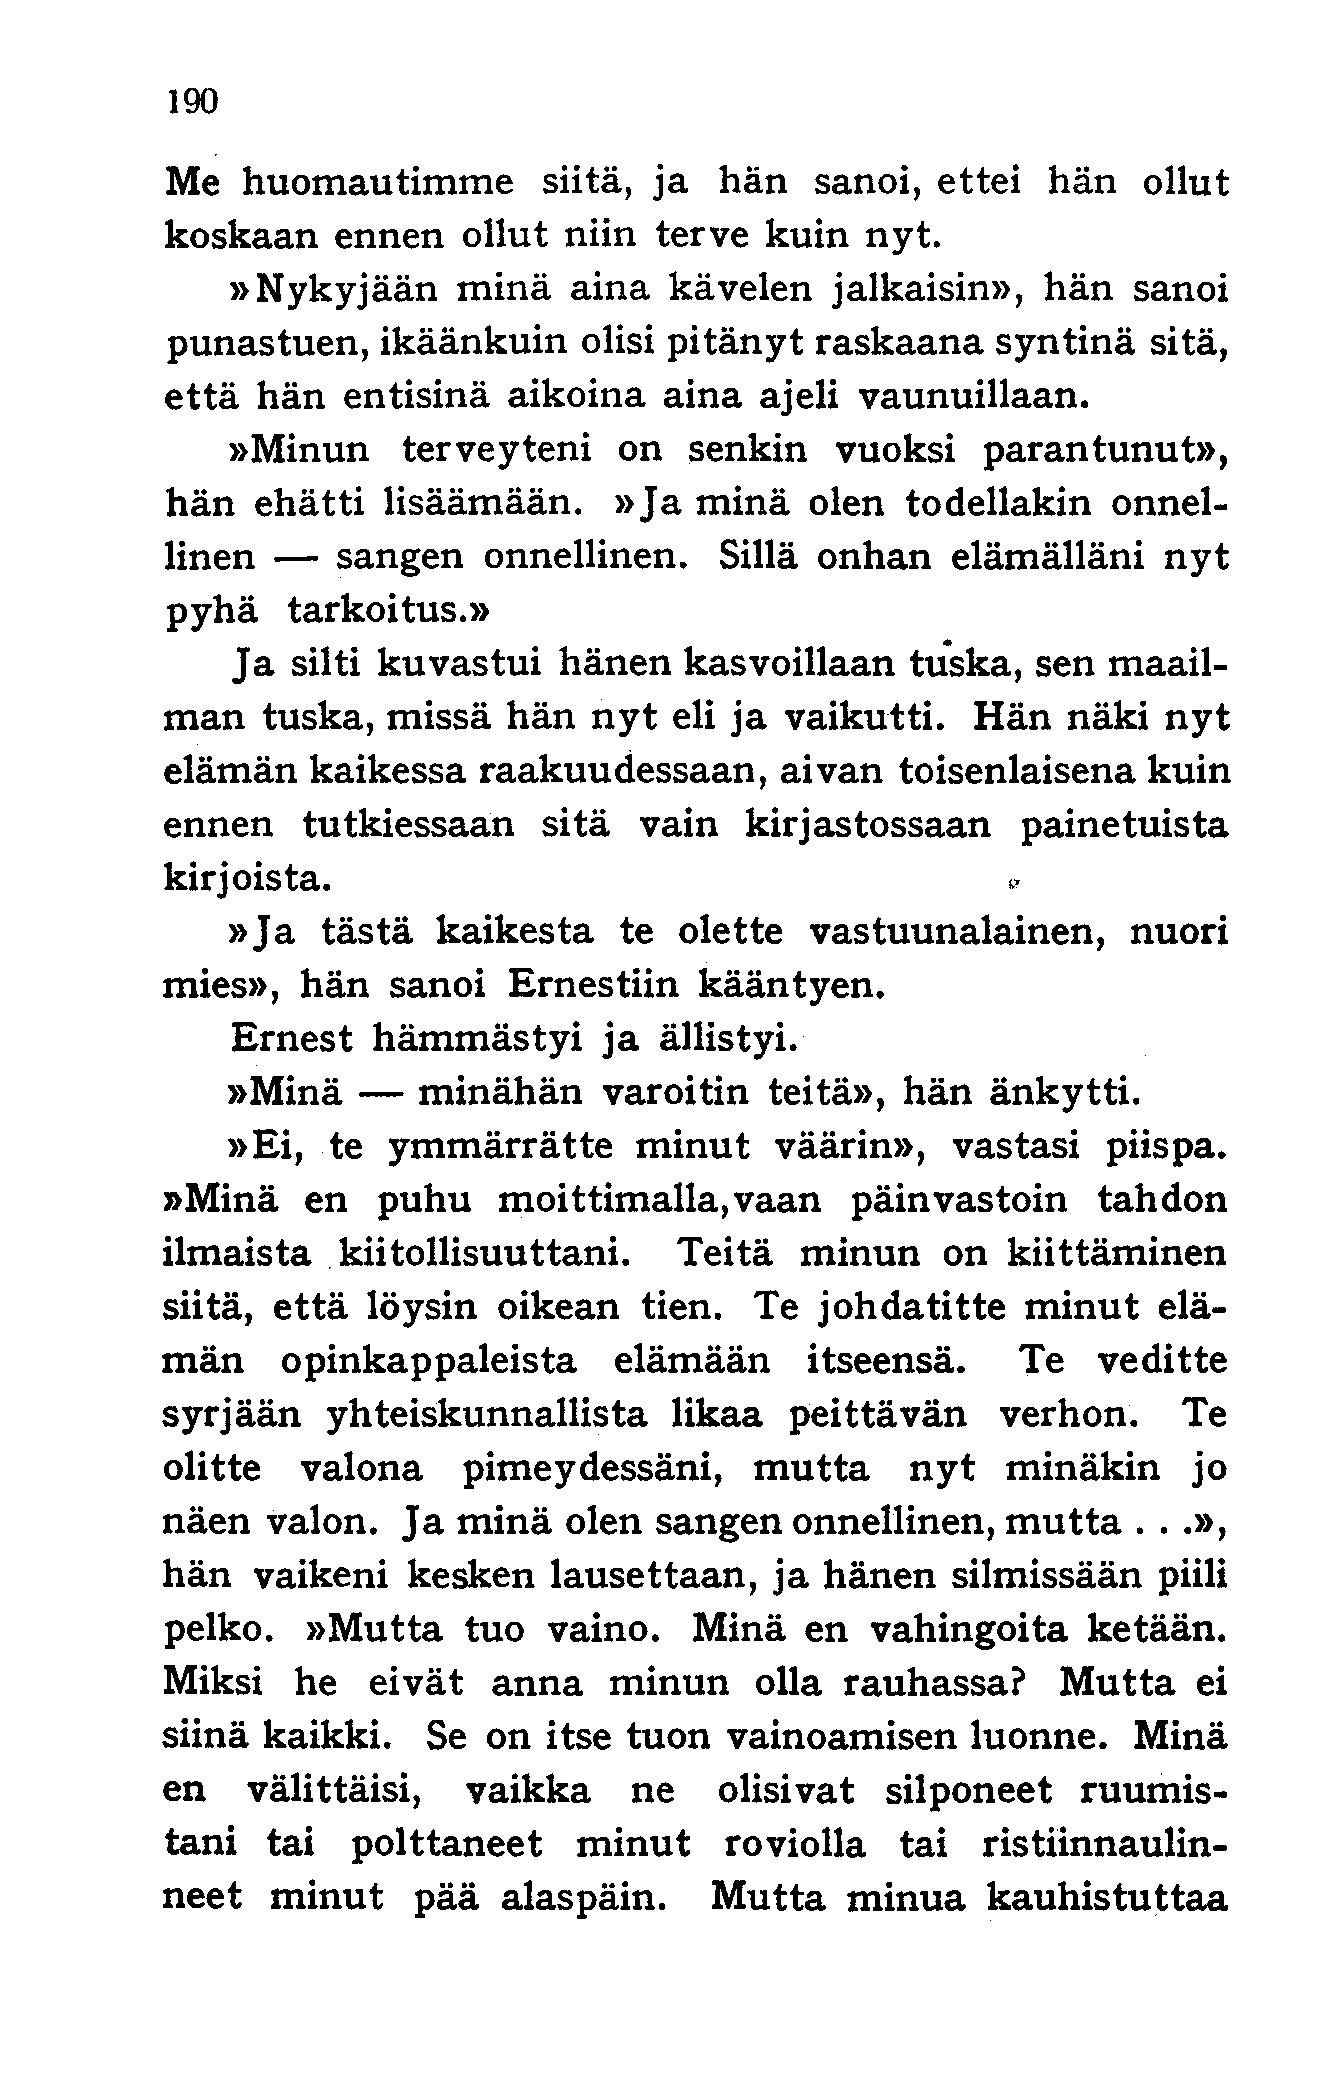 190
Me huomautimme siitä, ja hän sanoi, ettei hän ollut
koskaan ennen ollut niin terve kuin nyt.
»Nykyjään minä aina kävelen jalkaisin», hän sanoi
punastuen, ikäänkuin olisi pitänyt raskaana syntinä sitä,
että hän entisinä aikoina aina ajeli vaunuillaan.
»Minun terveyteni on senkin vuoksi parantunut»,
hän ehätti lisäämään. »Ja minä olen todellakin onnel-
linen — sangen onnellinen. Sillä onhan elämälläni nyt
pyhä tarkoitus.»
Ja silti kuvastui hänen kasvoillaan tuska, sen maail-
man tuska, missä hän nyt eli ja vaikutti. Hän näki nyt
elämän kaikessa raakuudessaan, aivan toisenlaisena kuin
ennen tutkiessaan sitä vain kirjastossaan painetuista
kirjoista.
»Ja tästä kaikesta te olette vastuunalainen, nuori
mies», hän sanoi Ernestiin kääntyen.
Ernest hämmästyi ja ällistyi.
»Minä — minähän varoitin teitä», hän änkytti.
»Ei, te ymmärrätte minut väärin», vastasi piispa.
»Minä en puhu moittimalla, vaan päinvastoin tahdon
ilmaista kiitollisuuttani. Teitä minun on kiittäminen
siitä, että löysin oikean tien. Te johdatitte minut elä-
män opinkappaleista elämään itseensä. Te veditte
syrjään yhteiskunnallista likaa peittävän verhon. Te
olitte valona pimeydessäni, mutta nyt minäkin jo
näen valon. Ja minä olen sangen onnellinen, mutta . . .»,
hän vaikeni kesken lausettaan, ja hänen silmissään piili
pelko. »Mutta tuo vaino. Minä en vahingoita ketään.
Miksi he eivät anna minun olla rauhassa? Mutta ei
siinä kaikki. Se on itse tuon vainoamisen luonne. Minä
en välittäisi, vaikka ne olisivat silponeet ruumis-
tani tai polttaneet minut roviolla tai ristiinnaulin-
neet minut pää alaspäin. Mutta minua kauhistuttaa